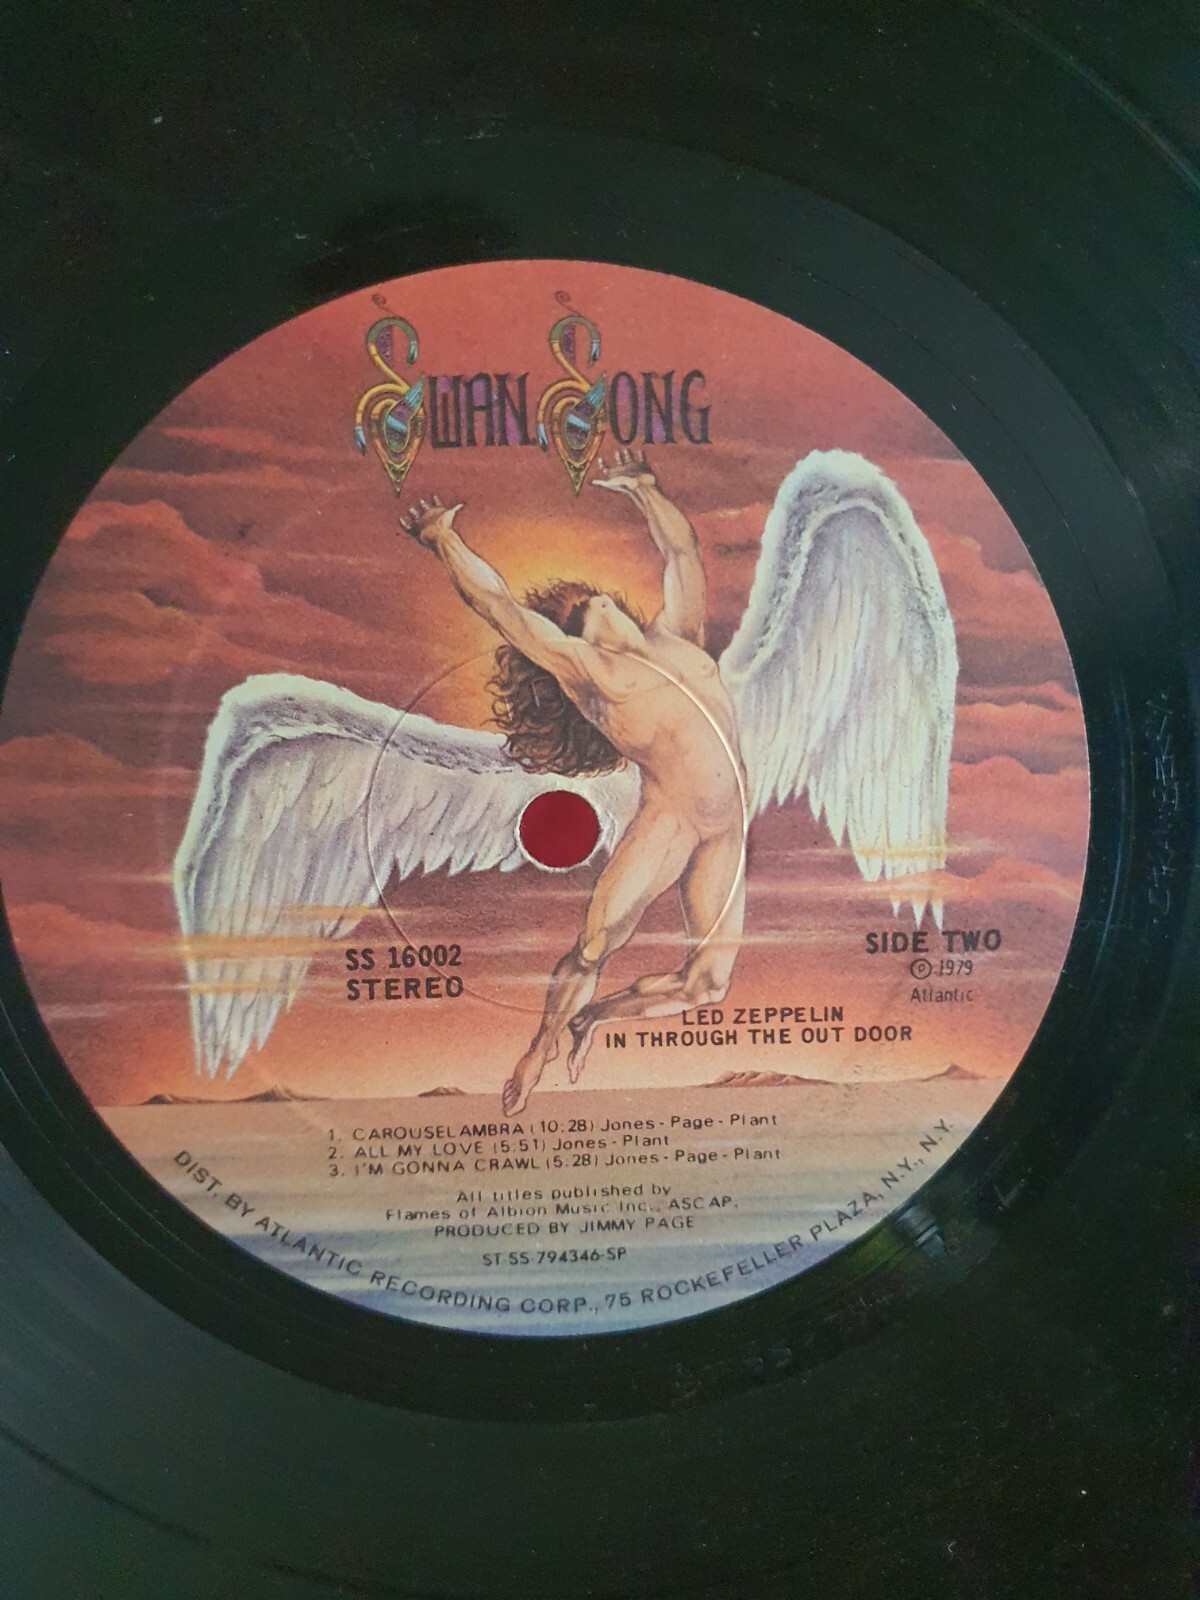 SWAN SONG
SS 16002
STEREO
SIDE TWO
℗ 1979
Atlantic
LED ZEPPELIN
IN THROUGH THE OUT DOOR
1. CAROUSELAMBRA (10:28) Jones - Page - Plant
2. ALL MY LOVE (5:51) Jones - Plant
3. I'M GONNA CRAWL (5:28) Jones - Page - Plant
All titles published by
Flames of Albion Music Inc., ASCAP.
PRODUCED BY JIMMY PAGE
ST-SS-794346-SP
DIST. BY ATLANTIC RECORDING CORP., 75 ROCKEFELLER PLAZA, N.Y., N.Y.